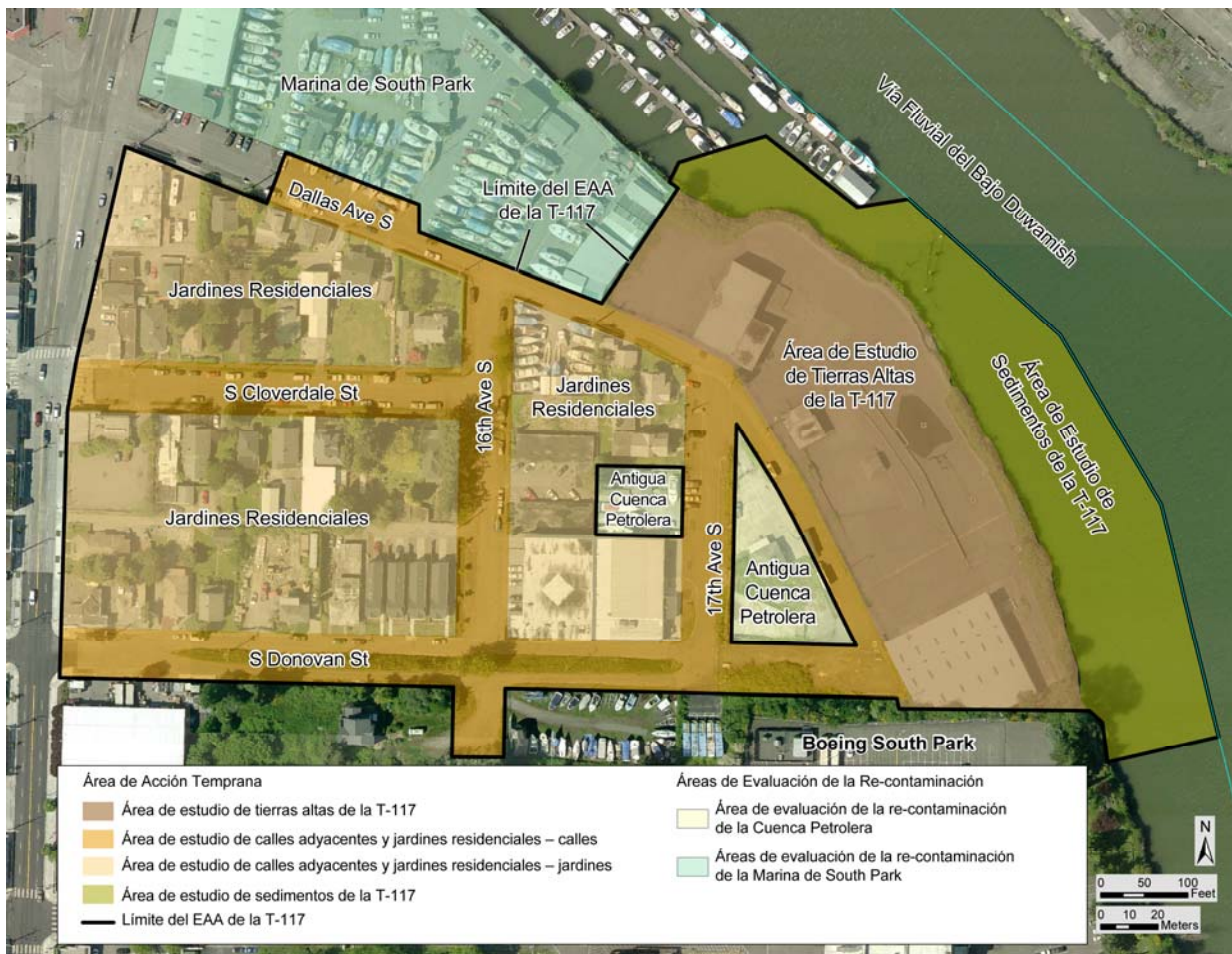 Marina de South Park
Vía Fluvial del Bajo Duwamish
Dallas Ave S
Límite del EAA
de la T-117
Jardines Residenciales
S Cloverdale St
16th Ave S
Jardines
Residenciales
Área de Estudio
de Tierras Altas
de la T-117
Área de Estudio de
Sedimentos de la T-117
Antigua
Cuenca
Petrolera
Jardines Residenciales
17th Ave S
Antigua
Cuenca
Petrolera
S Donovan St
Boeing South Park
Área de Acción Temprana
Área de estudio de tierras altas de la T-117
Área de estudio de calles adyacentes y jardines residenciales – calles
Área de estudio de calles adyacentes y jardines residenciales – jardines
Área de estudio de sedimentos de la T-117
Límite del EAA de la T-117
Áreas de Evaluación de la Re-contaminación
Área de evaluación de la re-contaminación
de la Cuenca Petrolera
Áreas de evaluación de la re-contaminación
de la Marina de South Park
N
0 50 100
Feet
0 10 20
Meters